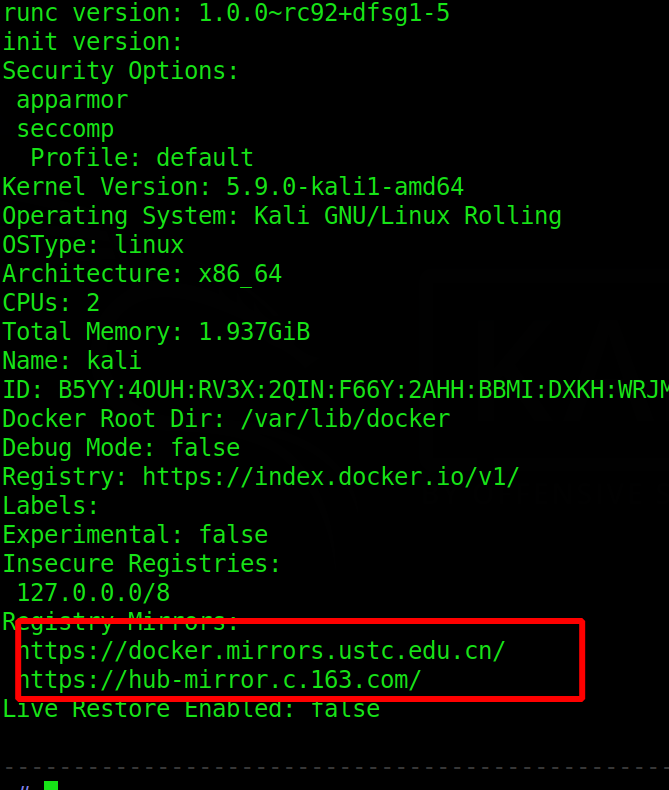 runc version: 1.0.0~rc92+dfsg1-5
init version:
Security Options:
 apparmor
 seccomp
  Profile: default
Kernel Version: 5.9.0-kali1-amd64
Operating System: Kali GNU/Linux Rolling
OSType: linux
Architecture: x86_64
CPUs: 2
Total Memory: 1.937GiB
Name: kali
ID: B5YY:4OUH:RV3X:2QIN:F66Y:2AHH:BBMI:DXKH:WRJM
Docker Root Dir: /var/lib/docker
Debug Mode: false
Registry: https://index.docker.io/v1/
Labels:
Experimental: false
Insecure Registries:
 127.0.0.0/8
Registry Mirrors:
 https://docker.mirrors.ustc.edu.cn/
 https://hub-mirror.c.163.com/
Live Restore Enabled: false
#